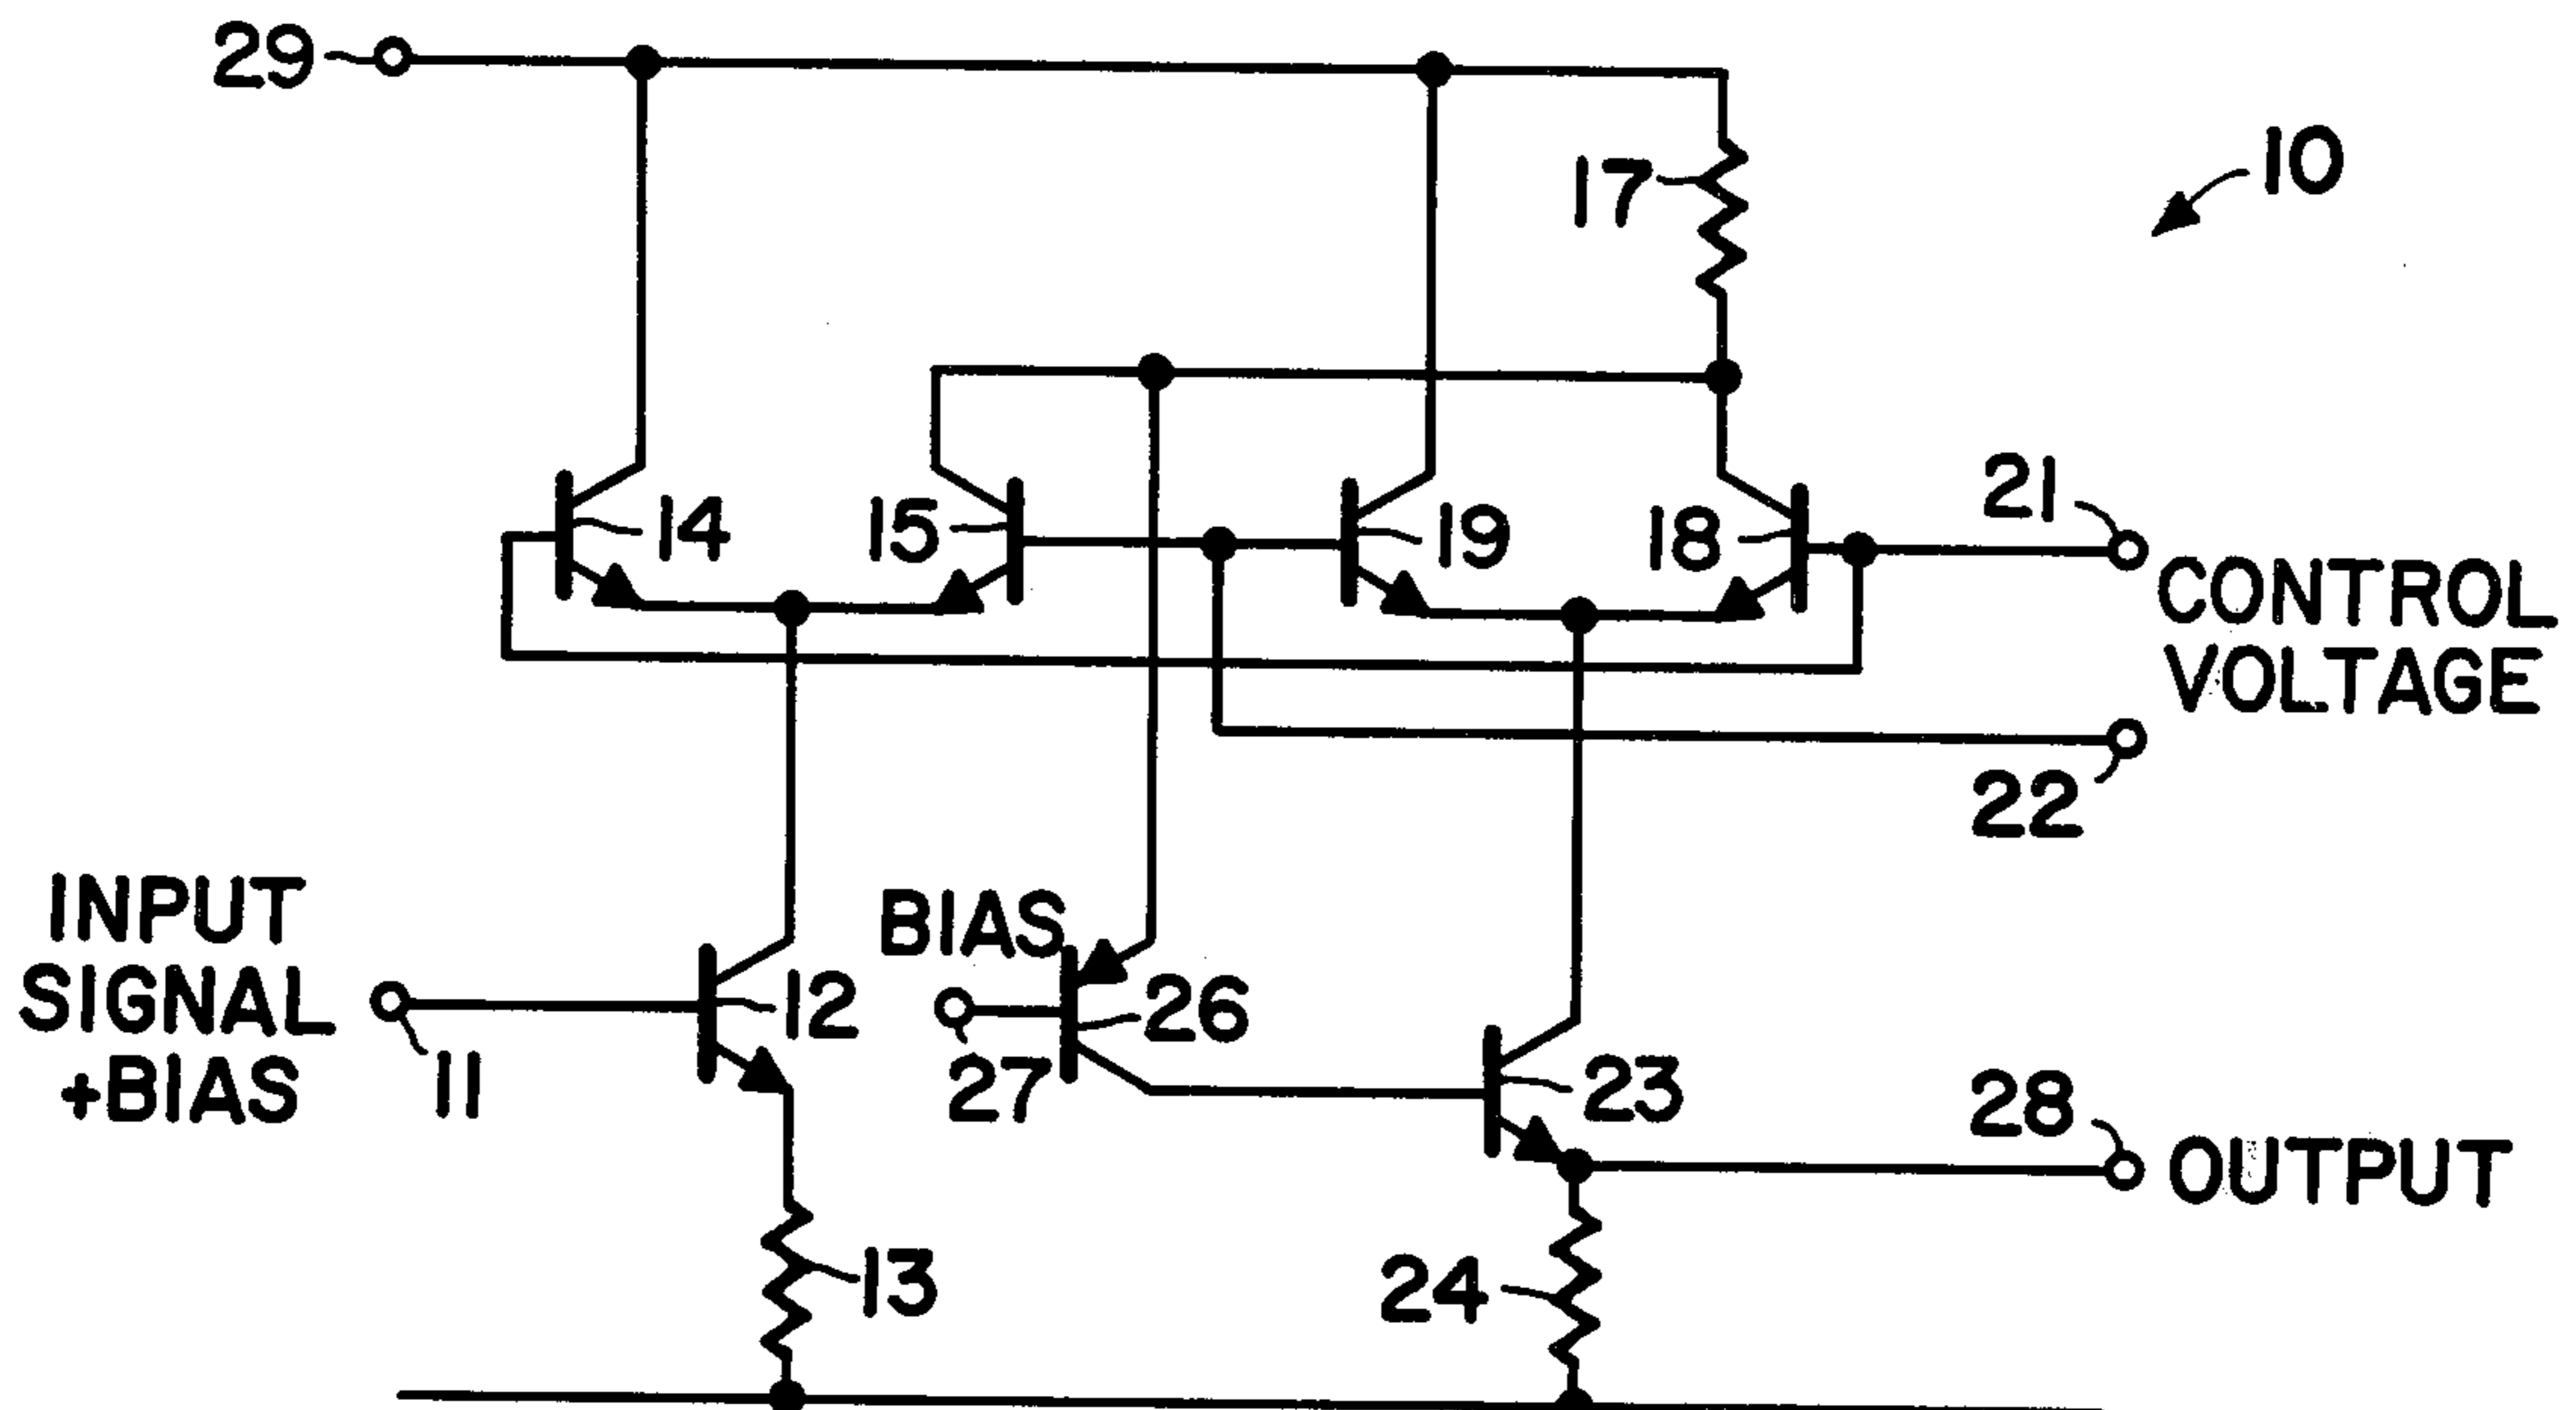 29
17
10
14
15
19
18
21
CONTROL
VOLTAGE
22
INPUT
SIGNAL
+BIAS
11
12
BIAS
27
26
23
28
OUTPUT
13
24